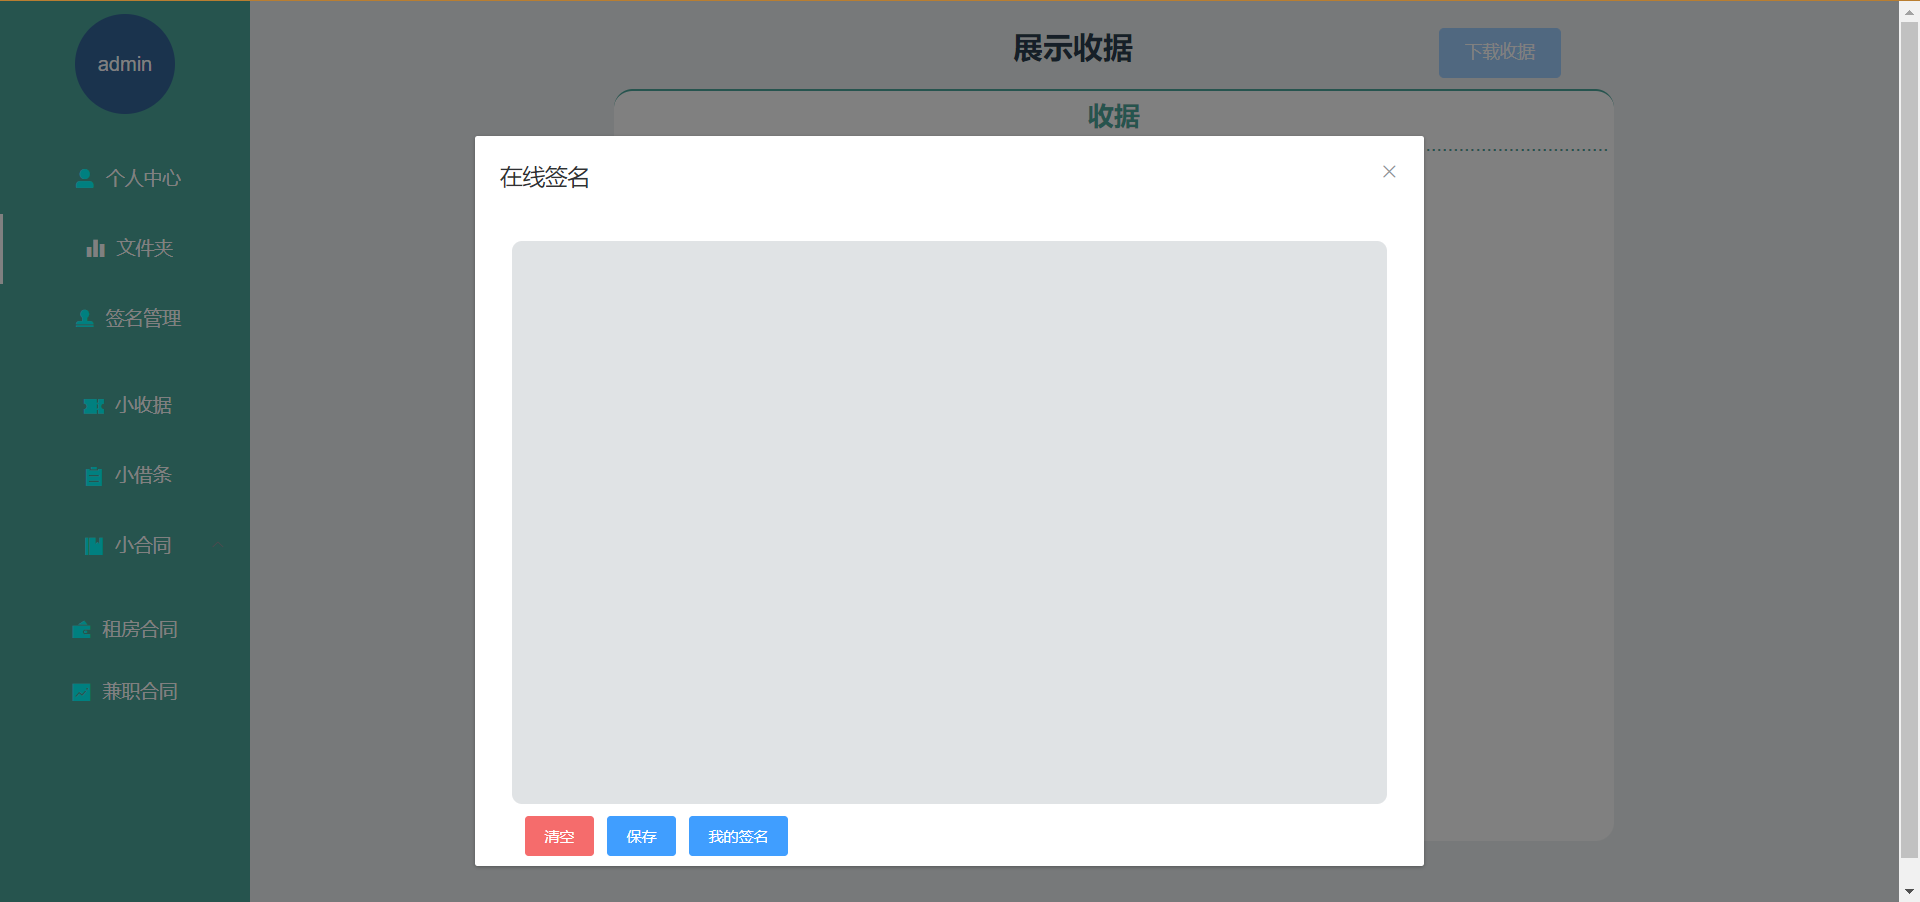 admin
个人中心
文件夹
签名管理
小收据
小借条
小合同
租房合同
兼职合同
展示收据
下载收据
收据
在线签名
清空
保存
我的签名